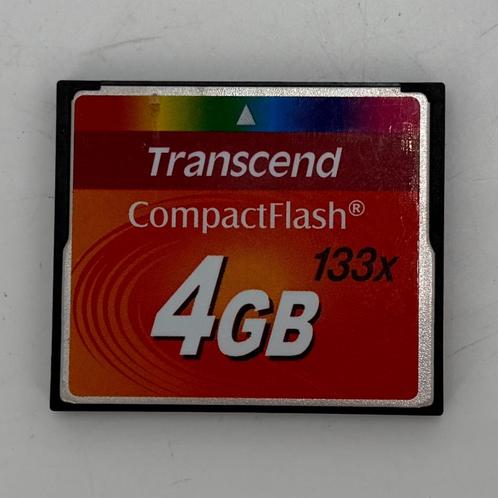 Transcend
CompactFlash®
133x
4GB